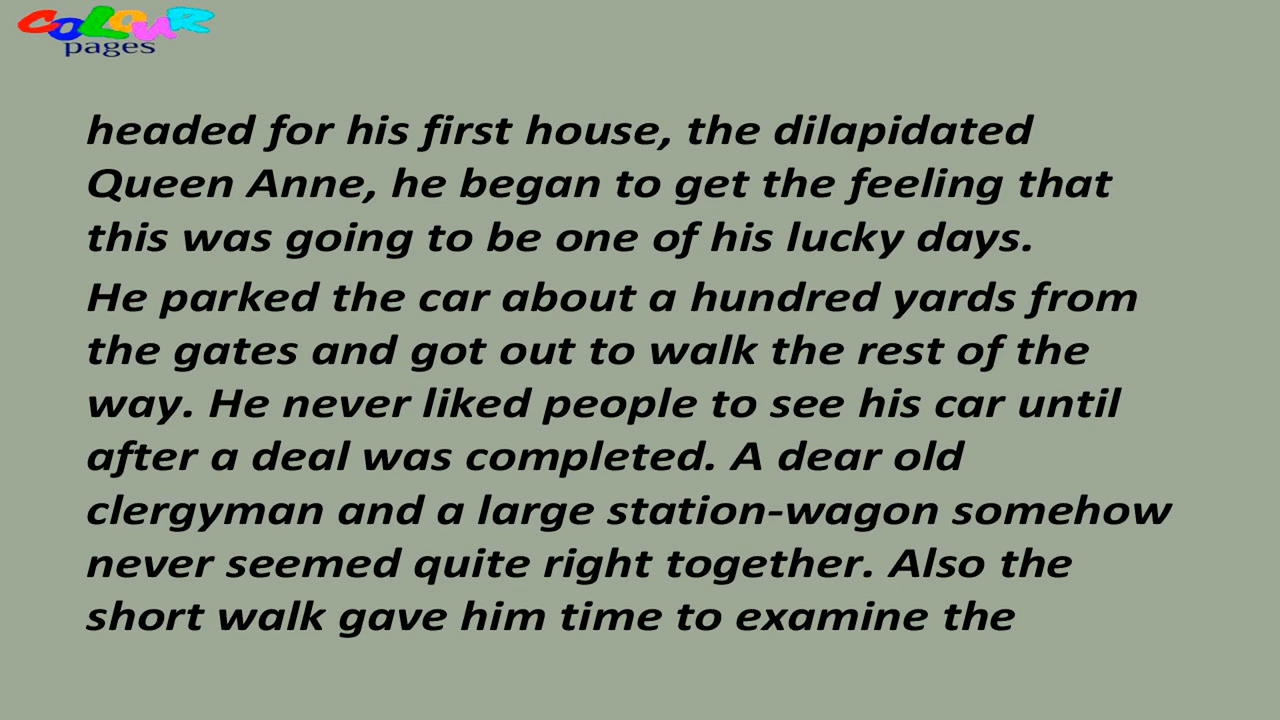 COLOUR
pages
headed for his first house, the dilapidated
Queen Anne, he began to get the feeling that
this was going to be one of his lucky days.
He parked the car about a hundred yards from
the gates and got out to walk the rest of the
way. He never liked people to see his car until
after a deal was completed. A dear old
clergyman and a large station-wagon somehow
never seemed quite right together. Also the
short walk gave him time to examine the